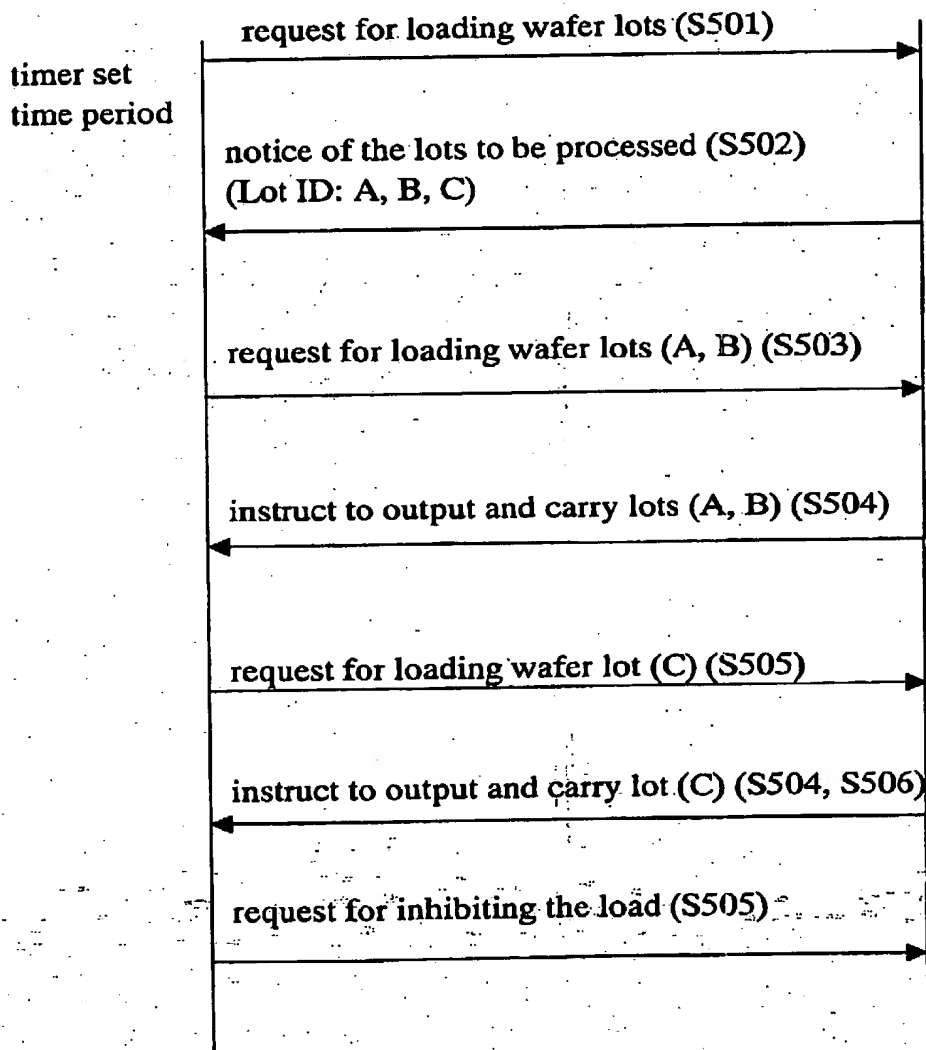 request for loading wafer lots (S501)
timer set
time period
notice of the lots to be processed (S502)
(Lot ID: A, B, C)
request for loading wafer lots (A, B) (S503)
instruct to output and carry lots (A, B) (S504)
request for loading wafer lot (C) (S505)
instruct to output and carry lot (C) (S504, S506)
request for inhibiting the load (S505)